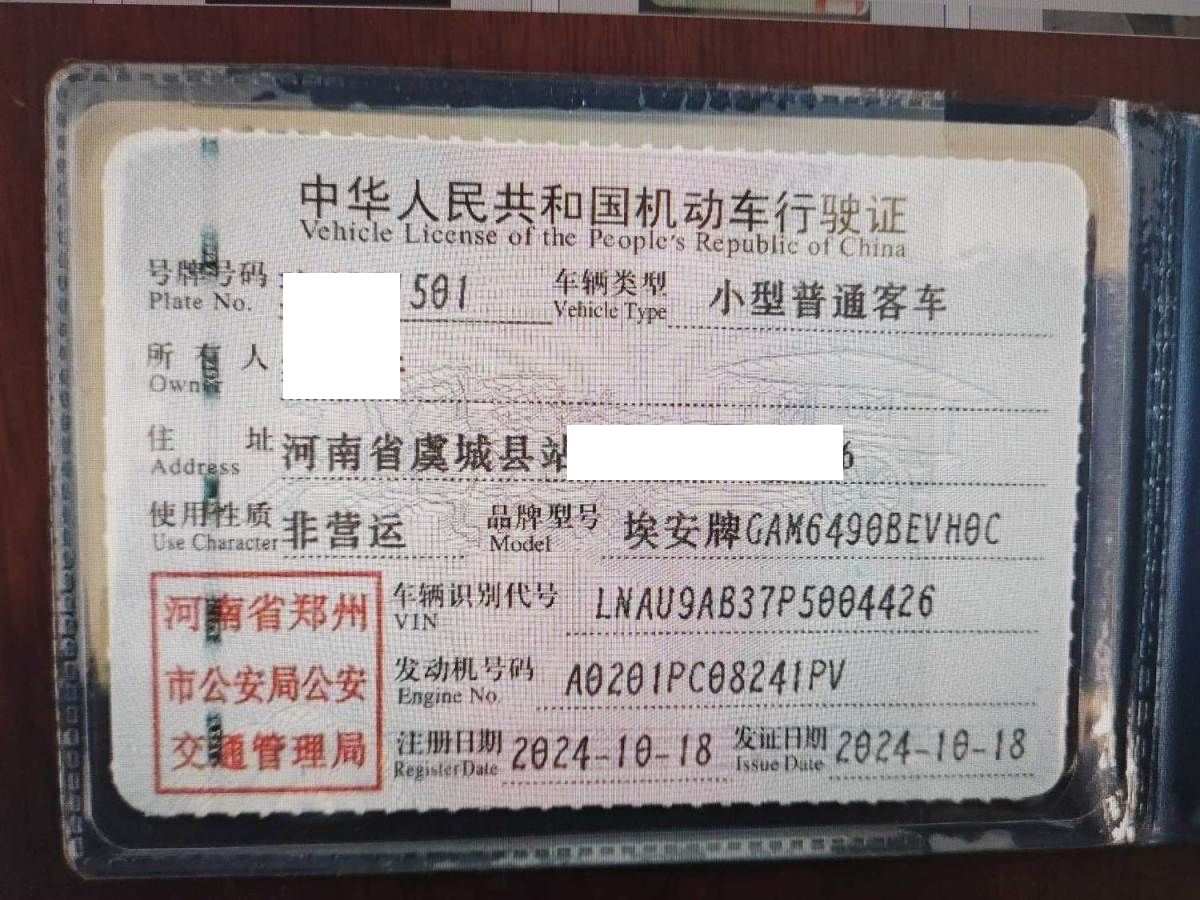 中华人民共和国机动车行驶证
Vehicle License of the People's Republic of China
号牌号码 501 车辆类型 小型普通客车
Plate No. Vehicle Type
所有人
Owner
住址 河南省虞城县站 6
Address
使用性质 非营运 品牌型号 埃安牌GAM6490BEVH0C
Use Character Model
河南省郑州
市公安局公安
交通管理局
车辆识别代号 LNAU9AB37P5004426
VIN
发动机号码 A0201PC08241PV
Engine No.
注册日期 2024-10-18 发证日期 2024-10-18
Register Date Issue Date